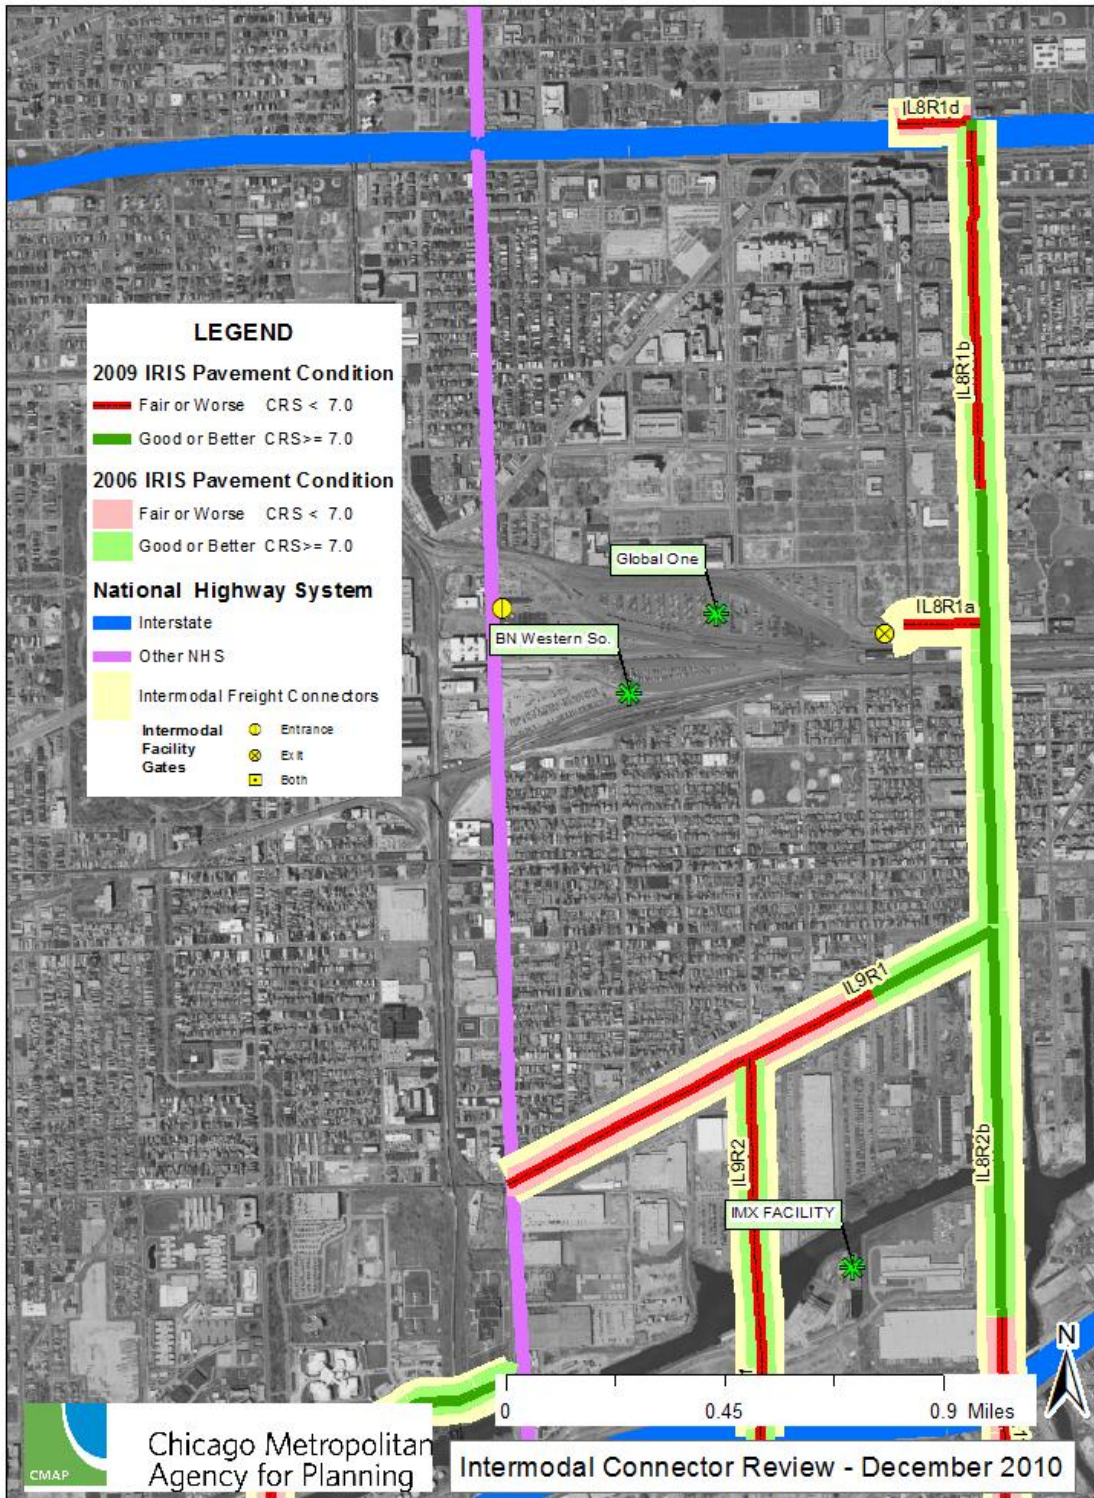 IL8R1d
IL8R1b
LEGEND
2009 IRIS Pavement Condition
Fair or Worse CRS < 7.0
Good or Better CRS>= 7.0
2006 IRIS Pavement Condition
Fair or Worse CRS < 7.0
Good or Better CRS>= 7.0
National Highway System
Interstate
Other NHS
Intermodal Freight Connectors
Intermodal
Facility
Gates
Entrance
Exit
Both
Global One
IL8R1a
BN Western So.
IL9R1
IL9R2
IL8R2b
IMX FACILITY
N
0 0.45 0.9 Miles
CMAP
Chicago Metropolitan
Agency for Planning
Intermodal Connector Review - December 2010